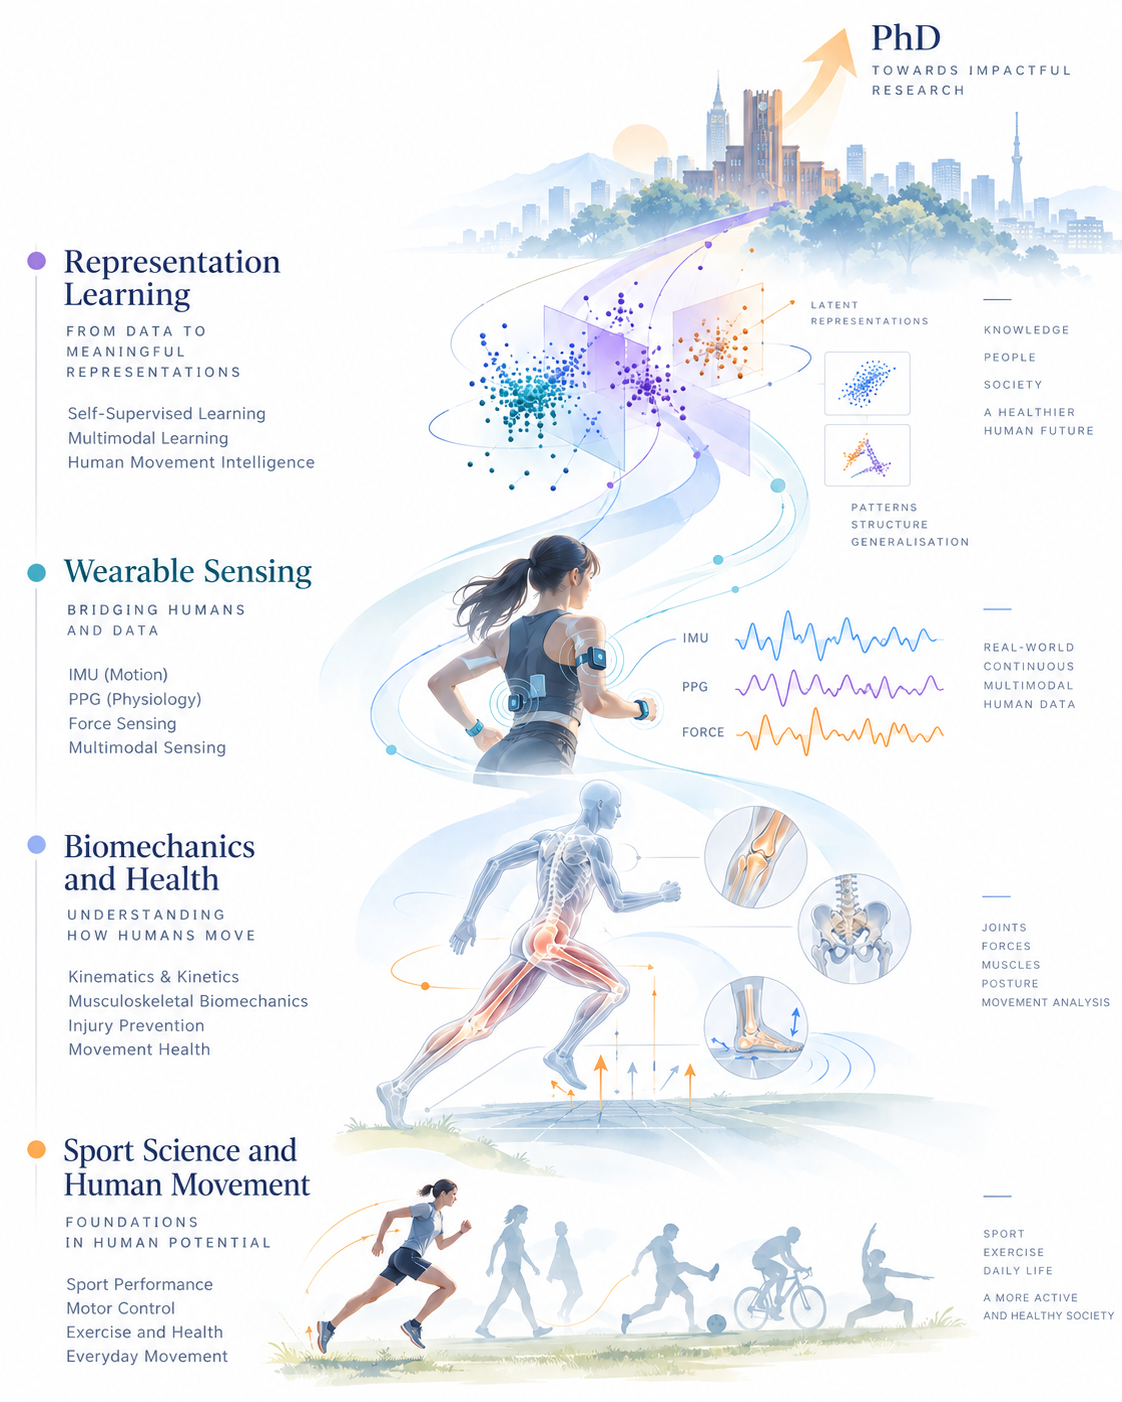 PhD
TOWARDS IMPACTFUL
RESEARCH
Representation
Learning
FROM DATA TO
MEANINGFUL
REPRESENTATIONS
Self-Supervised Learning
Multimodal Learning
Human Movement Intelligence
LATENT
REPRESENTATIONS
PATTERNS
STRUCTURE
GENERALISATION
KNOWLEDGE
PEOPLE
SOCIETY
A HEALTHIER
HUMAN FUTURE
Wearable Sensing
BRIDGING HUMANS
AND DATA
IMU (Motion)
PPG (Physiology)
Force Sensing
Multimodal Sensing
IMU
PPG
FORCE
REAL-WORLD
CONTINUOUS
MULTIMODAL
HUMAN DATA
Biomechanics
and Health
UNDERSTANDING
HOW HUMANS MOVE
Kinematics & Kinetics
Musculoskeletal Biomechanics
Injury Prevention
Movement Health
JOINTS
FORCES
MUSCLES
POSTURE
MOVEMENT ANALYSIS
Sport Science and
Human Movement
FOUNDATIONS
IN HUMAN POTENTIAL
Sport Performance
Motor Control
Exercise and Health
Everyday Movement
SPORT
EXERCISE
DAILY LIFE
A MORE ACTIVE
AND HEALTHY SOCIETY